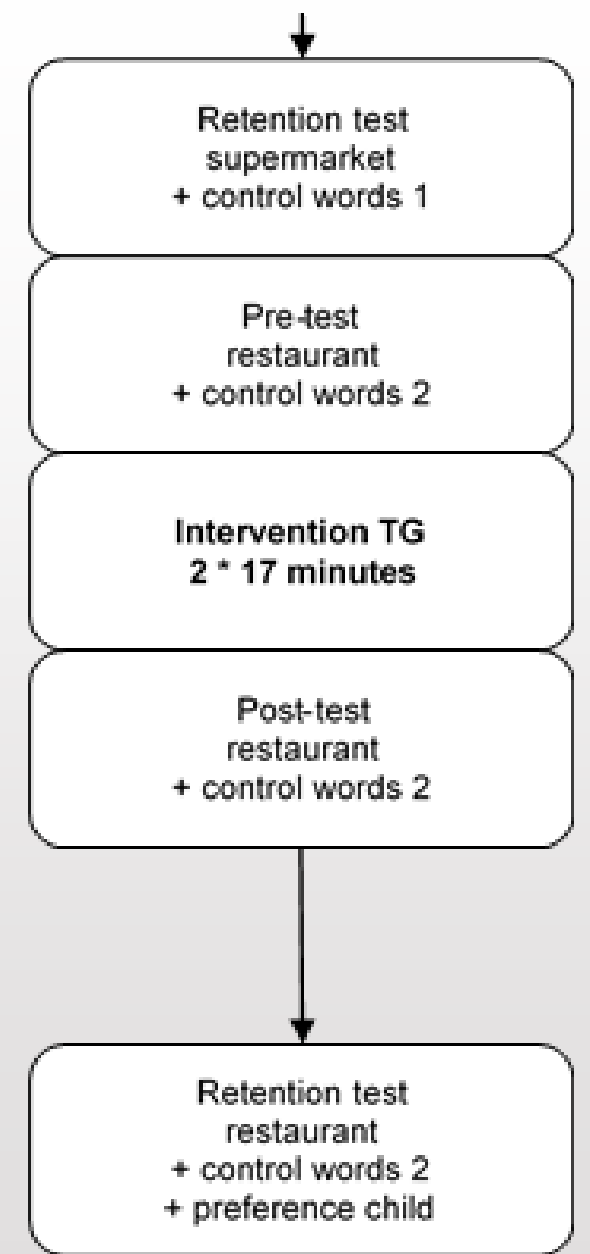 Retention test
supermarket
+ control words 1
Pre-test
restaurant
+ control words 2
Intervention TG
2 * 17 minutes
Post-test
restaurant
+ control words 2
Retention test
restaurant
+ control words 2
+ preference child